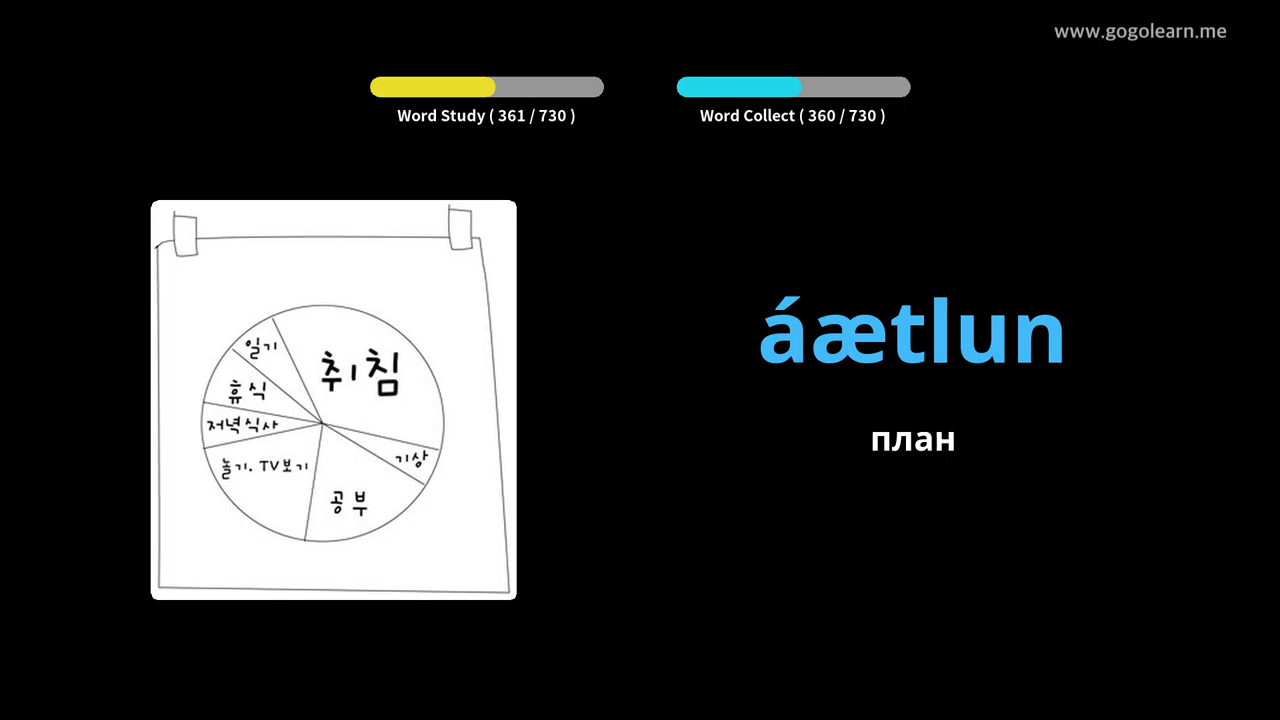 www.gogolearn.me
Word Study ( 361 / 730 )
Word Collect ( 360 / 730 )
일기
취침
휴식
저녁식사
놀기. TV보기
기상
공부
áætlun
план